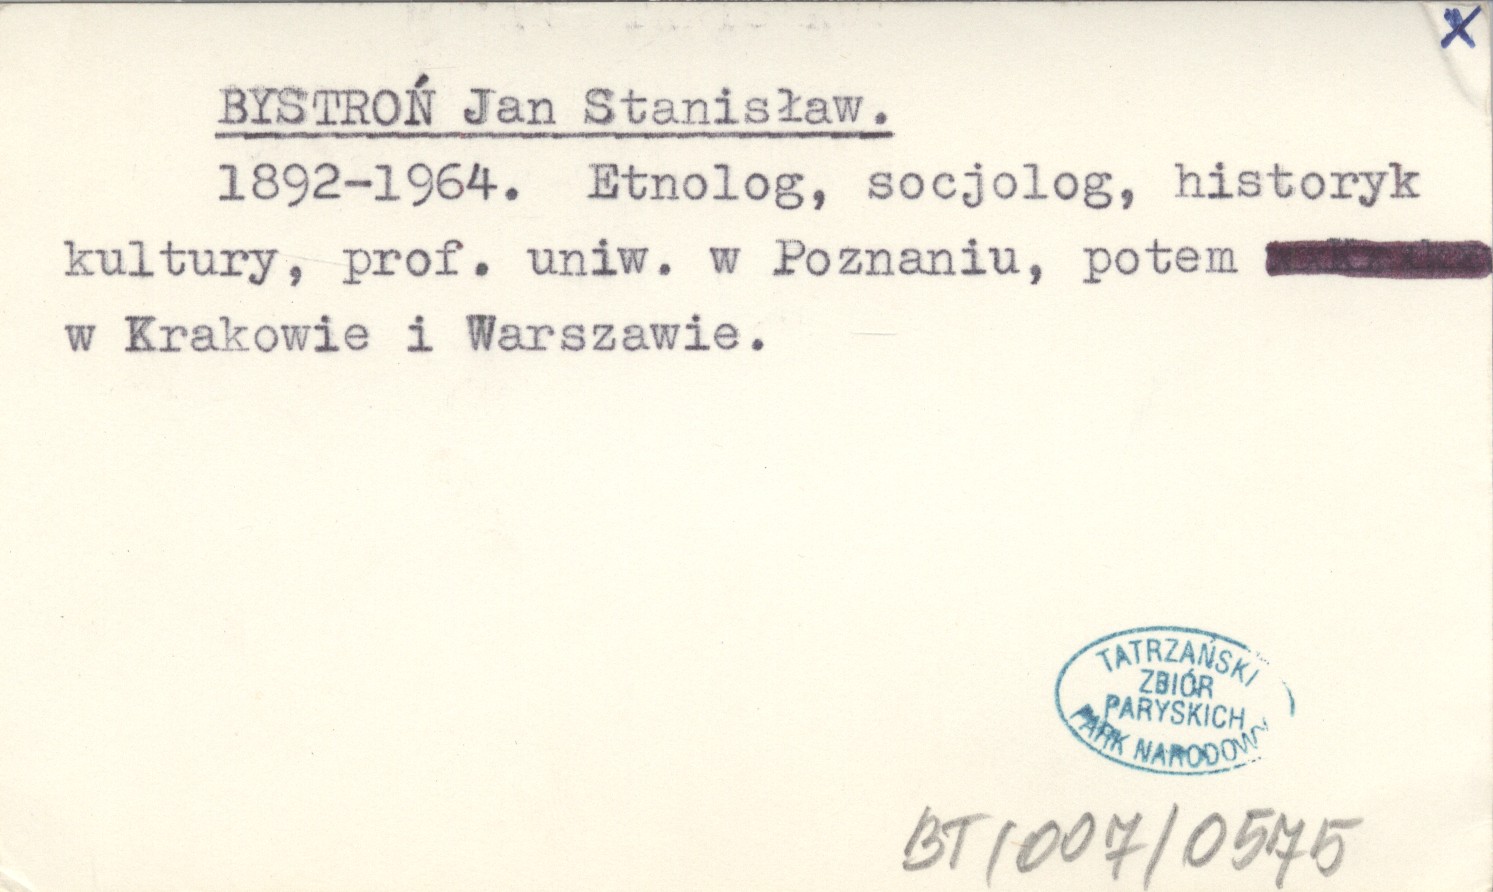 x
BYSTROŃ Jan Stanisław.
1892-1964. Etnolog, socjolog, historyk
kultury, prof. uniw. w Poznaniu, potem
w Krakowie i Warszawie.
TATRZAŃSKI
ZBIÓR
PARYSKICH
PARK NARODOWY
BT/007/0575